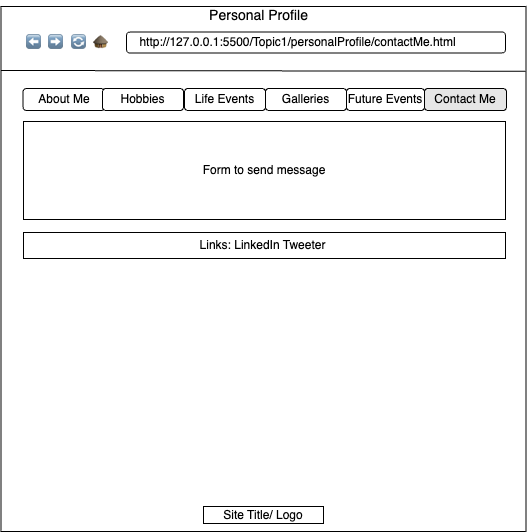 Personal Profile
http://127.0.0.1:5500/Topic1/personalProfile/contactMe.html
About Me Hobbies Life Events Galleries Future Events Contact Me
Form to send message
Links: LinkedIn Tweeter
Site Title/ Logo